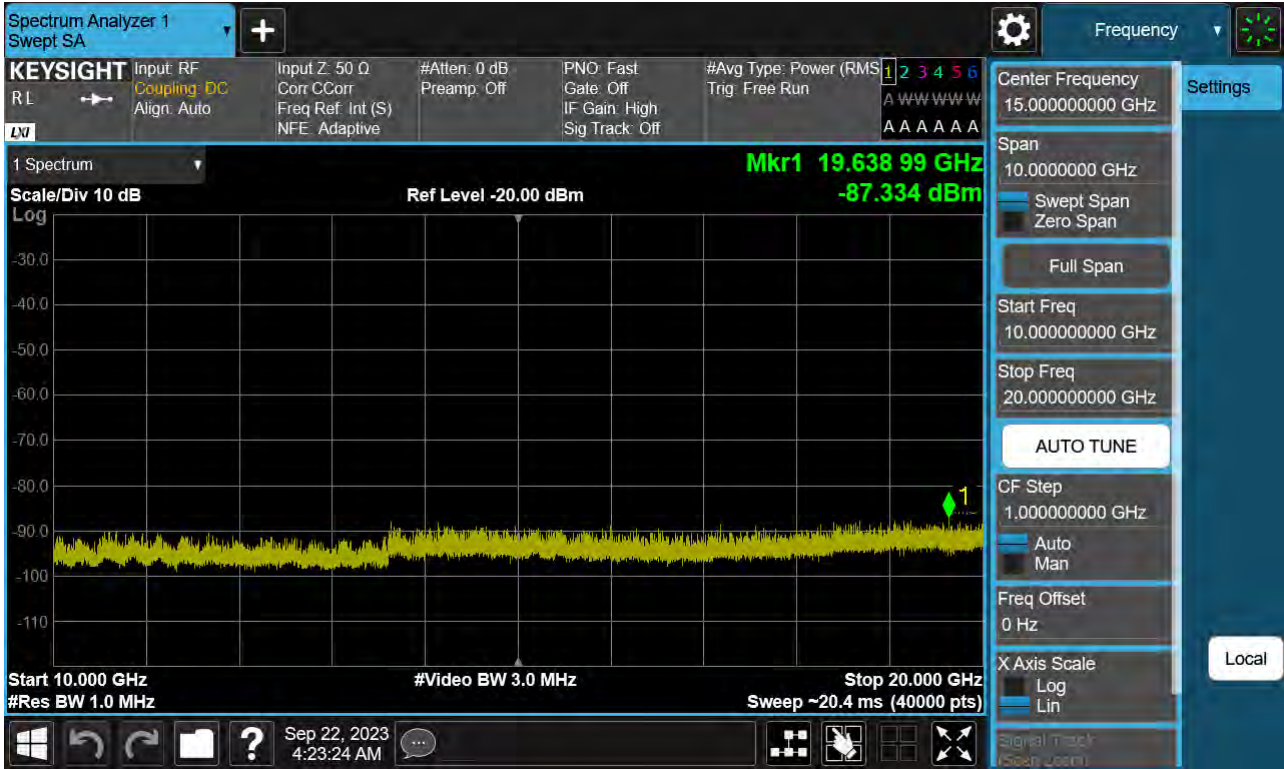 Spectrum Analyzer 1
Swept SA
Frequency
KEYSIGHT
R L
LXI
Input: RF
Coupling: DC
Align: Auto
Input Z: 50 Ω
Corr CCorr
Freq Ref: Int (S)
NFE: Adaptive
#Atten: 0 dB
Preamp: Off
PNO: Fast
Gate: Off
IF Gain: High
Sig Track: Off
#Avg Type: Power (RMS
Trig: Free Run
1 2 3 4 5 6
A W W W W W
A A A A A A
1 Spectrum
Mkr1 19.638 99 GHz
-87.334 dBm
Scale/Div 10 dB
Ref Level -20.00 dBm
Log
-30.0
-40.0
-50.0
-60.0
-70.0
-80.0
-90.0
-100
-110
1
Start 10.000 GHz
#Video BW 3.0 MHz
Stop 20.000 GHz
#Res BW 1.0 MHz
Sweep ~20.4 ms (40000 pts)
Center Frequency
15.000000000 GHz
Span
10.0000000 GHz
Swept Span
Zero Span
Full Span
Start Freq
10.000000000 GHz
Stop Freq
20.000000000 GHz
AUTO TUNE
CF Step
1.000000000 GHz
Auto
Man
Freq Offset
0 Hz
X Axis Scale
Log
Lin
Signal Track
(Span Zoom)
Settings
Local
?
Sep 22, 2023
4:23:24 AM